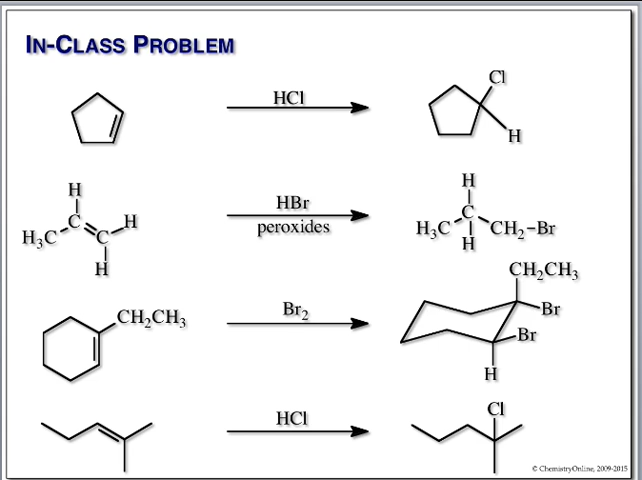 IN-CLASS PROBLEM
HCl
Cl
H
H
C
H
H₃C
C
H
HBr
peroxides
H
C
H₃C
CH₂-Br
H
CH₂CH₃
Br₂
CH₂CH₃
Br
Br
H
HCl
Cl
© ChemistryOnline, 2009-2015